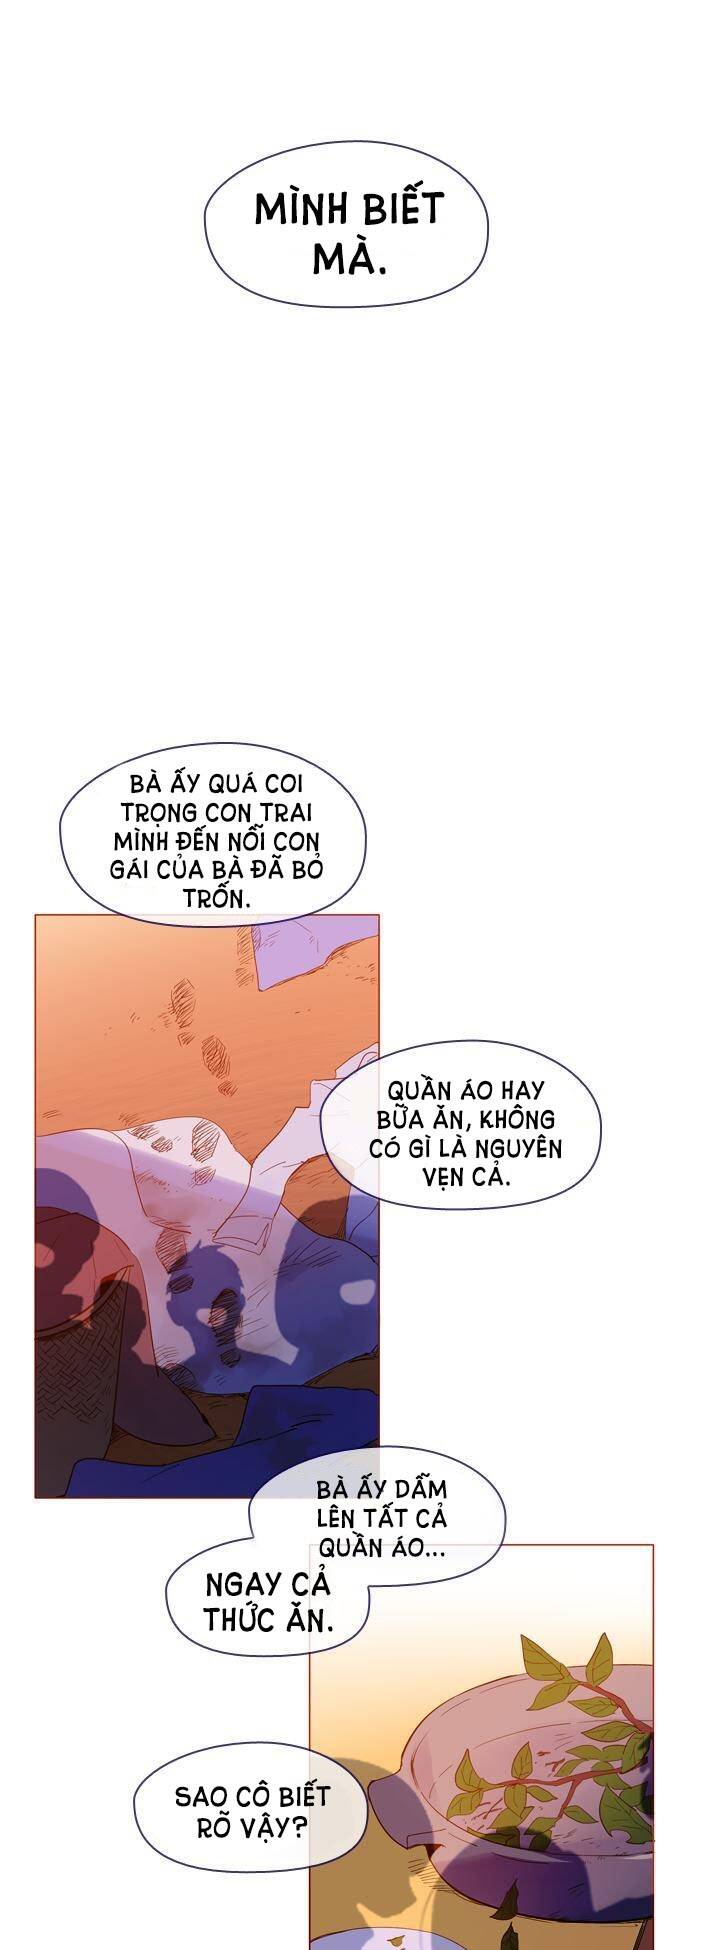 MÌNH BIẾT
MÀ.
BÀ ẤY QUÁ COI
TRỌNG CON TRAI
MÌNH ĐẾN NỖI CON
GÁI CỦA BÀ ĐÃ BỎ
TRỐN.
QUẦN ÁO HAY
BỮA ĂN, KHÔNG
CÓ GÌ LÀ NGUYÊN
VẸN CẢ.
BÀ ẤY DẪM
LÊN TẤT CẢ
QUẦN ÁO...
NGAY CẢ
THỨC ĂN.
SAO CÔ BIẾT
RÕ VẬY?